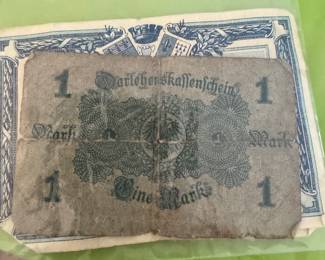 1 Darlehenskassenschein 1
Mark Mark
1 Eine Mark 1